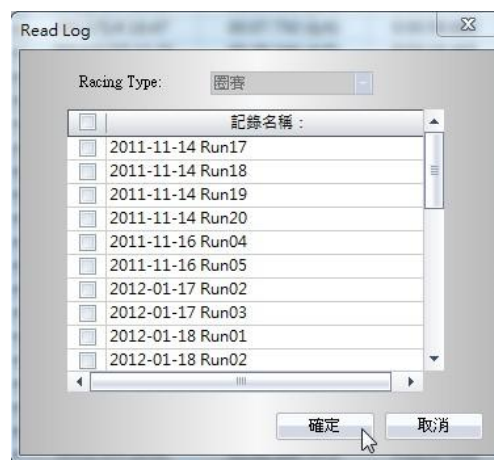 Read Log
Racing Type: 圈賽
記錄名稱：
2011-11-14 Run17
2011-11-14 Run18
2011-11-14 Run19
2011-11-14 Run20
2011-11-16 Run04
2011-11-16 Run05
2012-01-17 Run02
2012-01-17 Run03
2012-01-18 Run01
2012-01-18 Run02
確定 取消